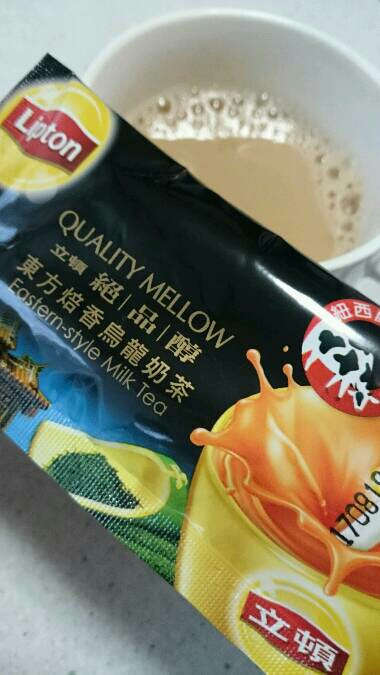 Lipton
QUALITY MELLOW
立頓 絕|品|醇
東方焙香烏龍奶茶
Eastern-style Milk Tea
紐西
17081
立頓